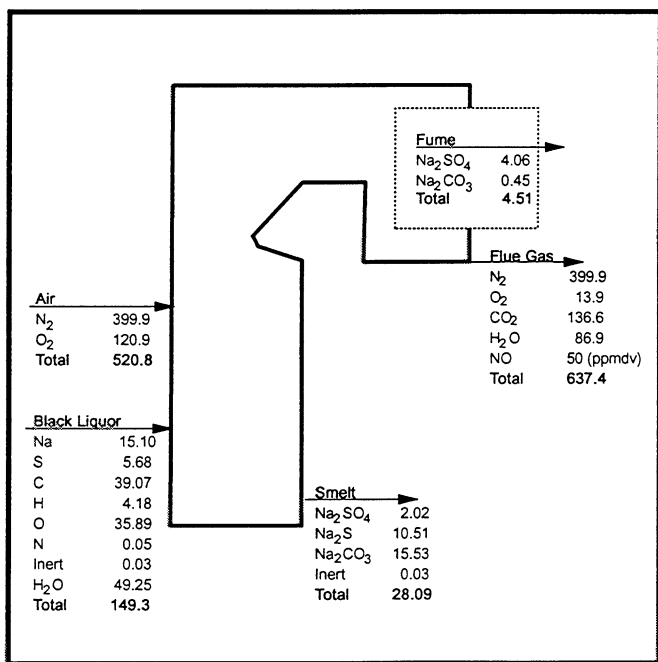 Fume
Na2SO4 4.06
Na2CO3 0.45
Total 4.51
Flue Gas
N2 399.9
O2 13.9
CO2 136.6
H2O 86.9
NO 50 (ppmdv)
Total 637.4
Air
N2 399.9
O2 120.9
Total 520.8
Black Liquor
Na 15.10
S 5.68
C 39.07
H 4.18
O 35.89
N 0.05
Inert 0.03
H2O 49.25
Total 149.3
Smelt
Na2SO4 2.02
Na2S 10.51
Na2CO3 15.53
Inert 0.03
Total 28.09